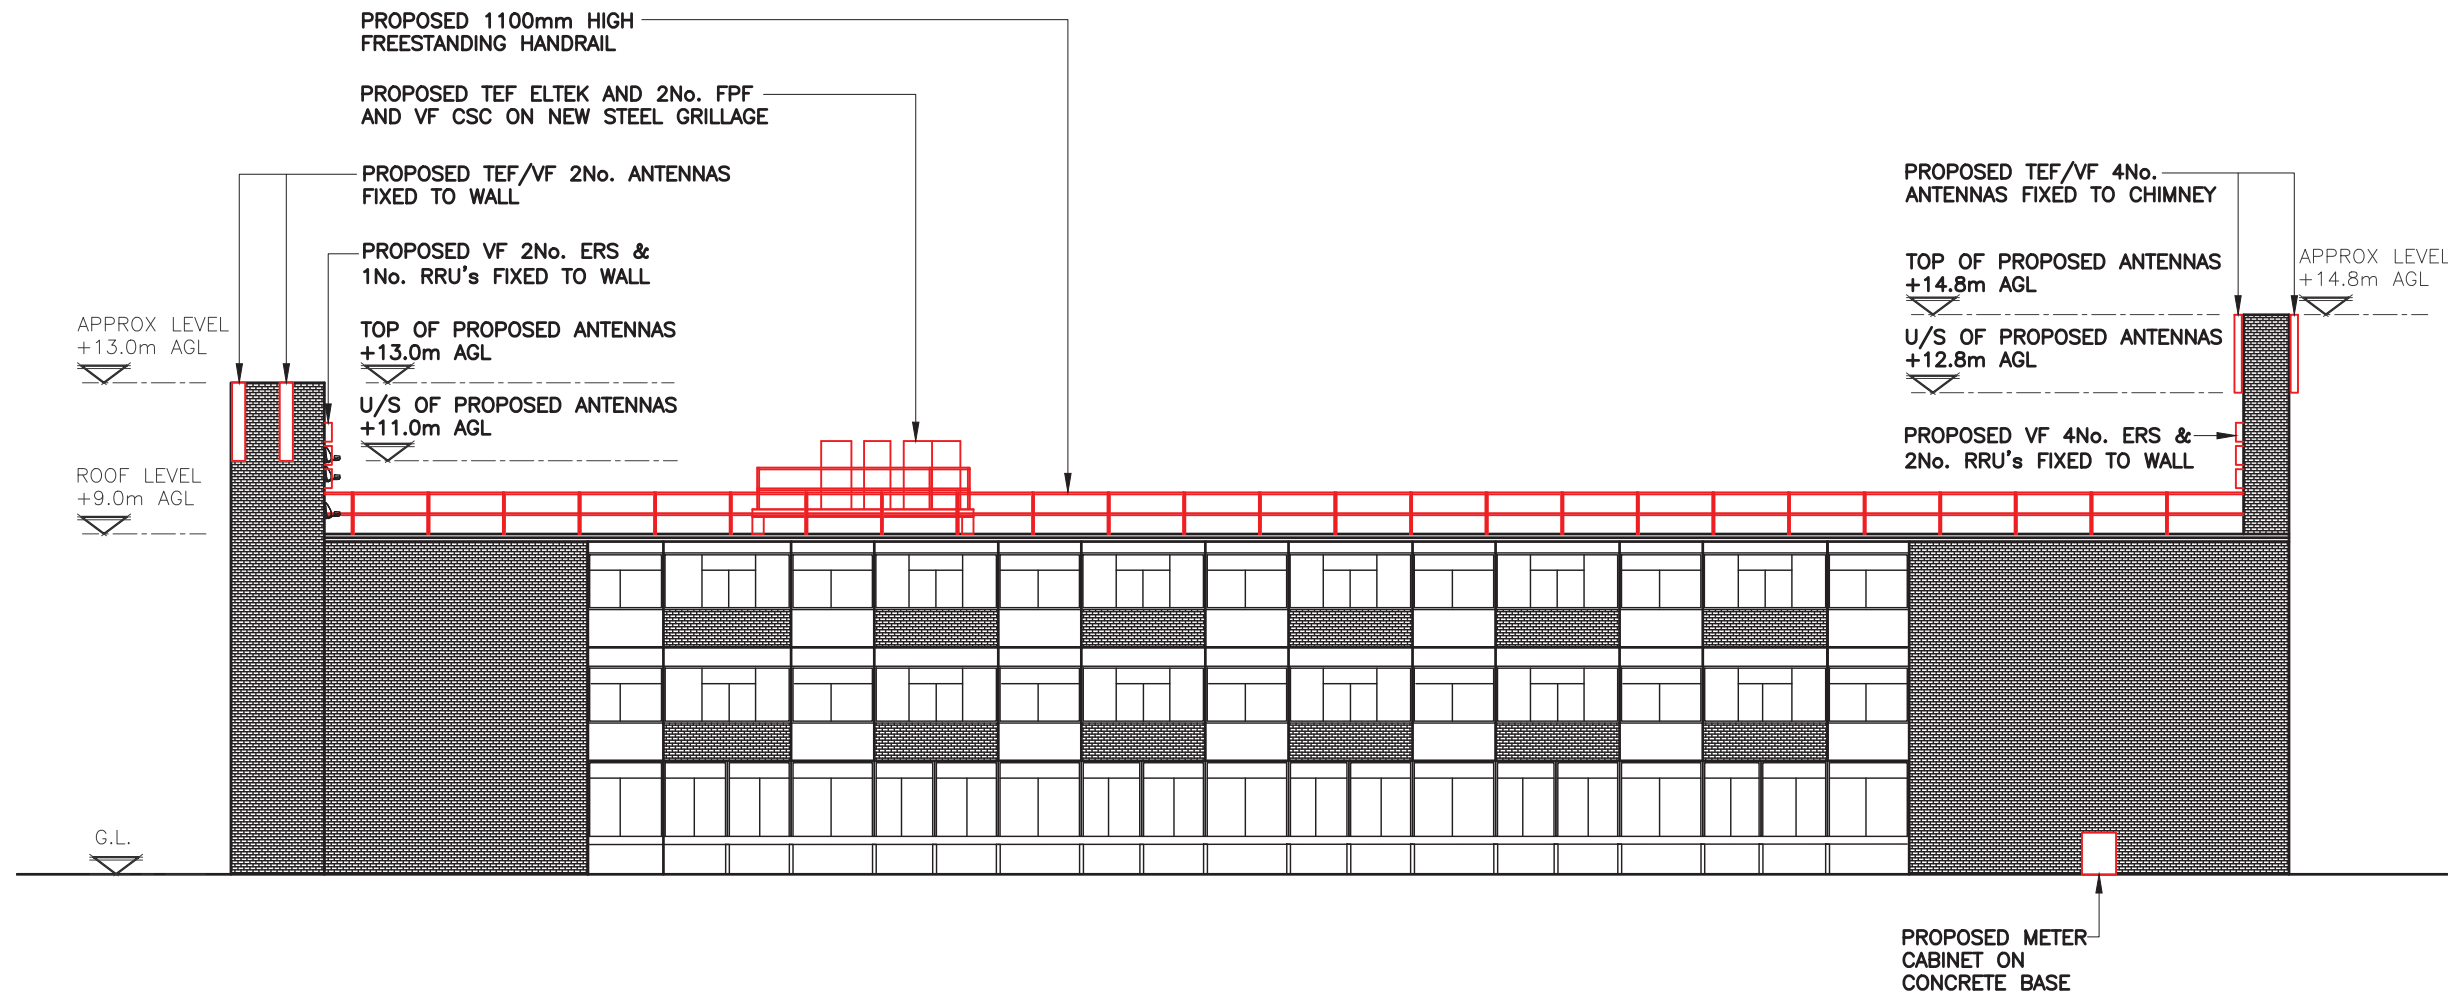 PROPOSED 1100mm HIGH
FREESTANDING HANDRAIL
PROPOSED TEF ELTEK AND 2No. FPF
AND VF CSC ON NEW STEEL GRILLAGE
PROPOSED TEF/VF 2No. ANTENNAS
FIXED TO WALL
PROPOSED VF 2No. ERS &
1No. RRU's FIXED TO WALL
APPROX LEVEL
+13.0m AGL
TOP OF PROPOSED ANTENNAS
+13.0m AGL
U/S OF PROPOSED ANTENNAS
+11.0m AGL
ROOF LEVEL
+9.0m AGL
G.L.
PROPOSED TEF/VF 4No.
ANTENNAS FIXED TO CHIMNEY
TOP OF PROPOSED ANTENNAS
+14.8m AGL
APPROX LEVEL
+14.8m AGL
U/S OF PROPOSED ANTENNAS
+12.8m AGL
PROPOSED VF 4No. ERS &
2No. RRU's FIXED TO WALL
PROPOSED METER
CABINET ON
CONCRETE BASE